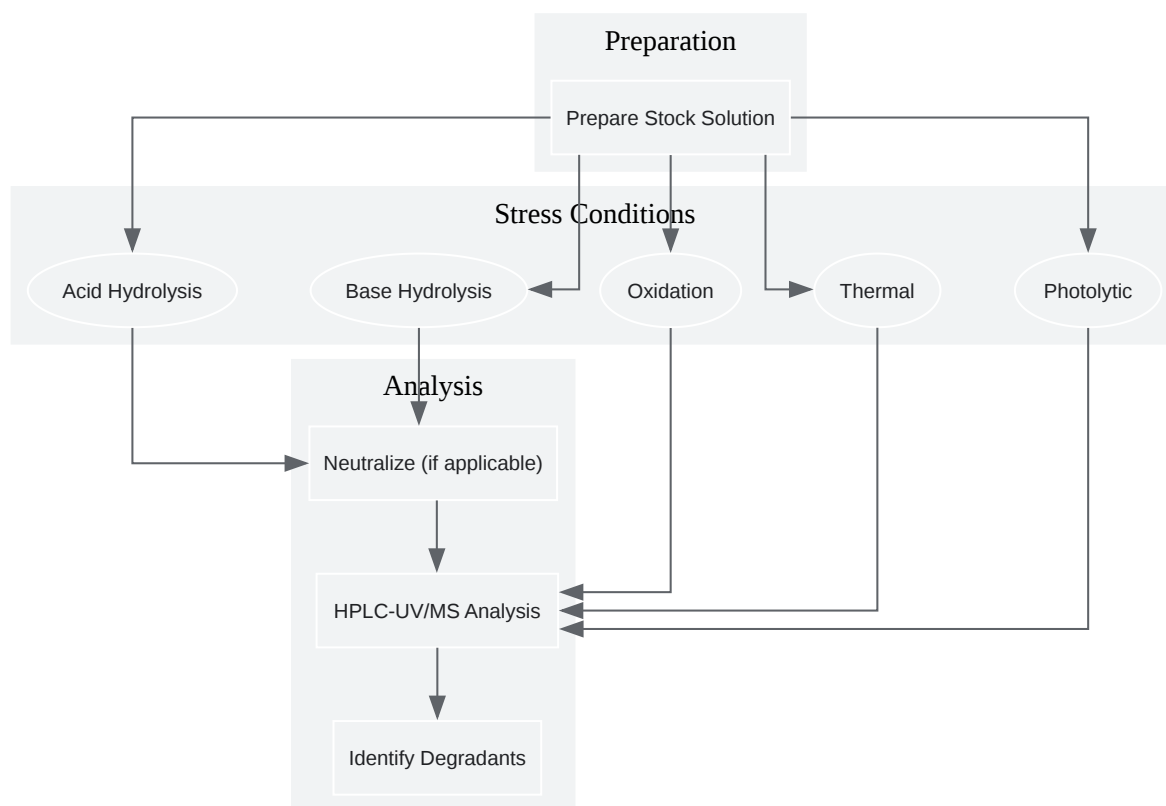 Preparation
Prepare Stock Solution
Stress Conditions
Acid Hydrolysis
Base Hydrolysis
Oxidation
Thermal
Photolytic
Analysis
Neutralize (if applicable)
HPLC-UV/MS Analysis
Identify Degradants